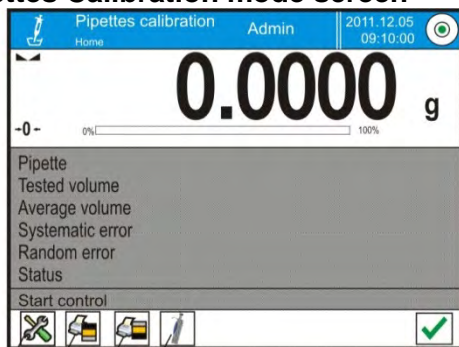 Pipettes Calibration mode screen
Pipettes calibration
Home
Admin
2011.12.05
09:10:00
0.0000 g
-0-
0%
100%
Pipette
Tested volume
Average volume
Systematic error
Random error
Status
Start control